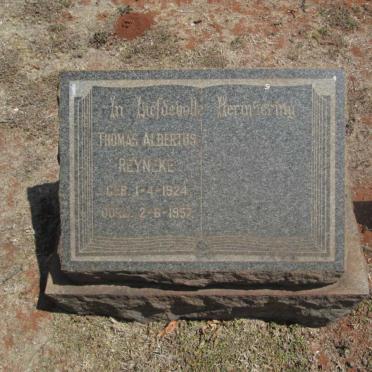 In Liefdevolle Herinnering
THOMAS ALBERTUS
REYNEKE
GEB. 1-4-1924
OORL. 2-6-1957